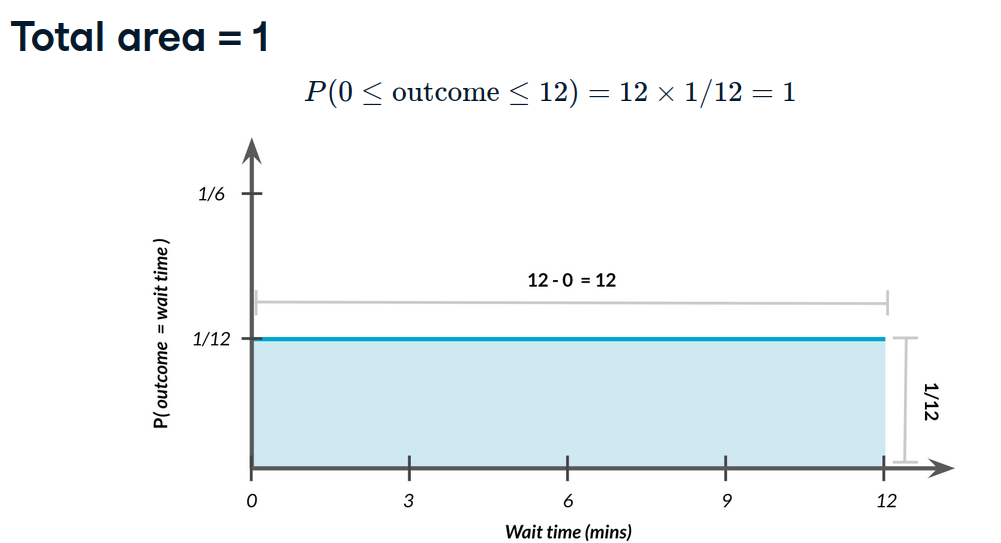 Total area = 1
P(0 ≤ outcome ≤ 12) = 12 × 1/12 = 1
1/6
P( outcome = wait time )
12 - 0 = 12
1/12
1/12
0 3 6 9 12
Wait time (mins)